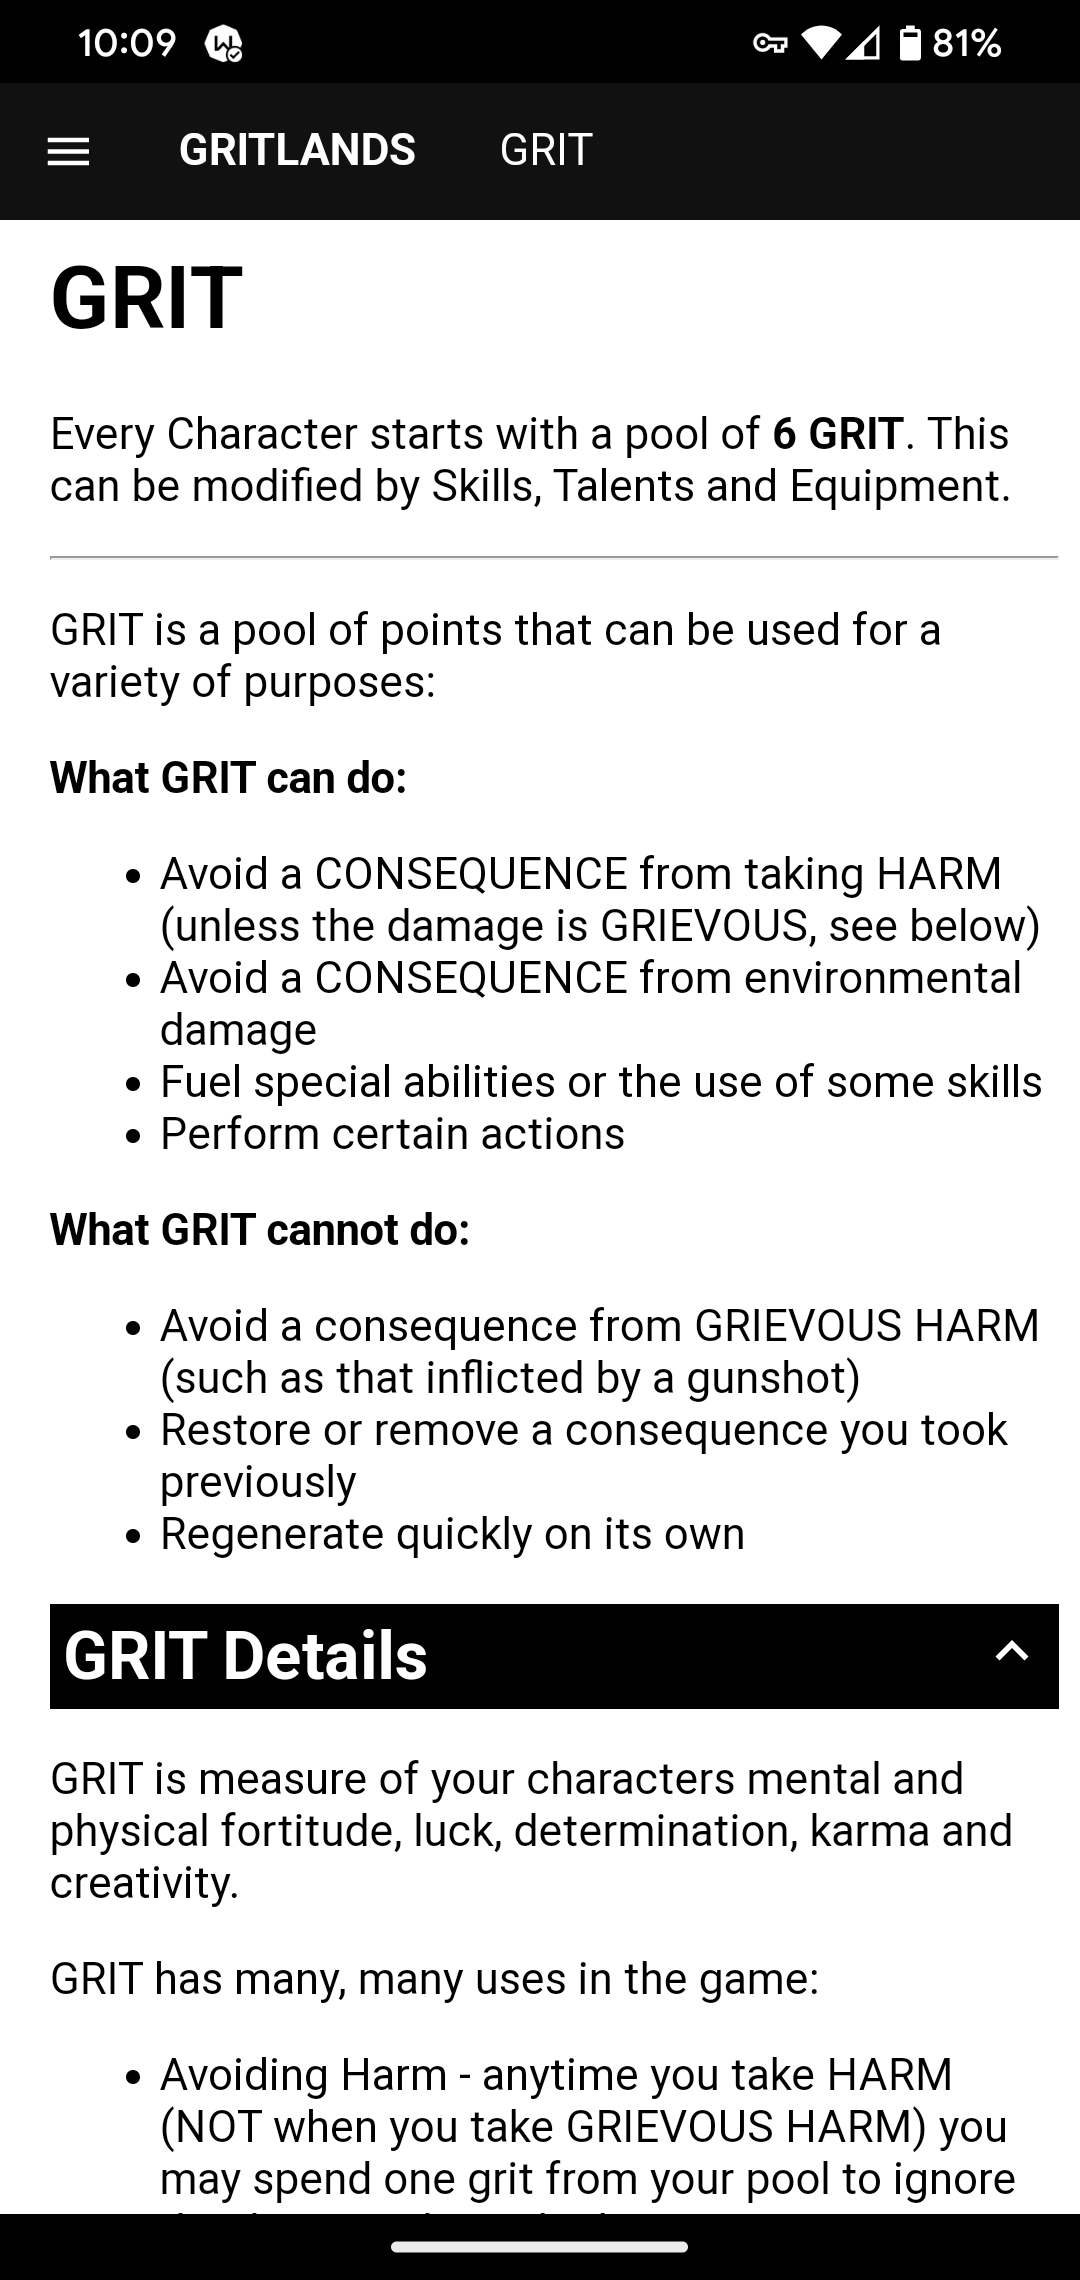 10:09
81%
GRITLANDS GRIT
GRIT
Every Character starts with a pool of 6 GRIT. This
can be modified by Skills, Talents and Equipment.
GRIT is a pool of points that can be used for a
variety of purposes:
What GRIT can do:
• Avoid a CONSEQUENCE from taking HARM
(unless the damage is GRIEVOUS, see below)
• Avoid a CONSEQUENCE from environmental
damage
• Fuel special abilities or the use of some skills
• Perform certain actions
What GRIT cannot do:
• Avoid a consequence from GRIEVOUS HARM
(such as that inflicted by a gunshot)
• Restore or remove a consequence you took
previously
• Regenerate quickly on its own
GRIT Details
GRIT is measure of your characters mental and
physical fortitude, luck, determination, karma and
creativity.
GRIT has many, many uses in the game:
• Avoiding Harm - anytime you take HARM
(NOT when you take GRIEVOUS HARM) you
may spend one grit from your pool to ignore